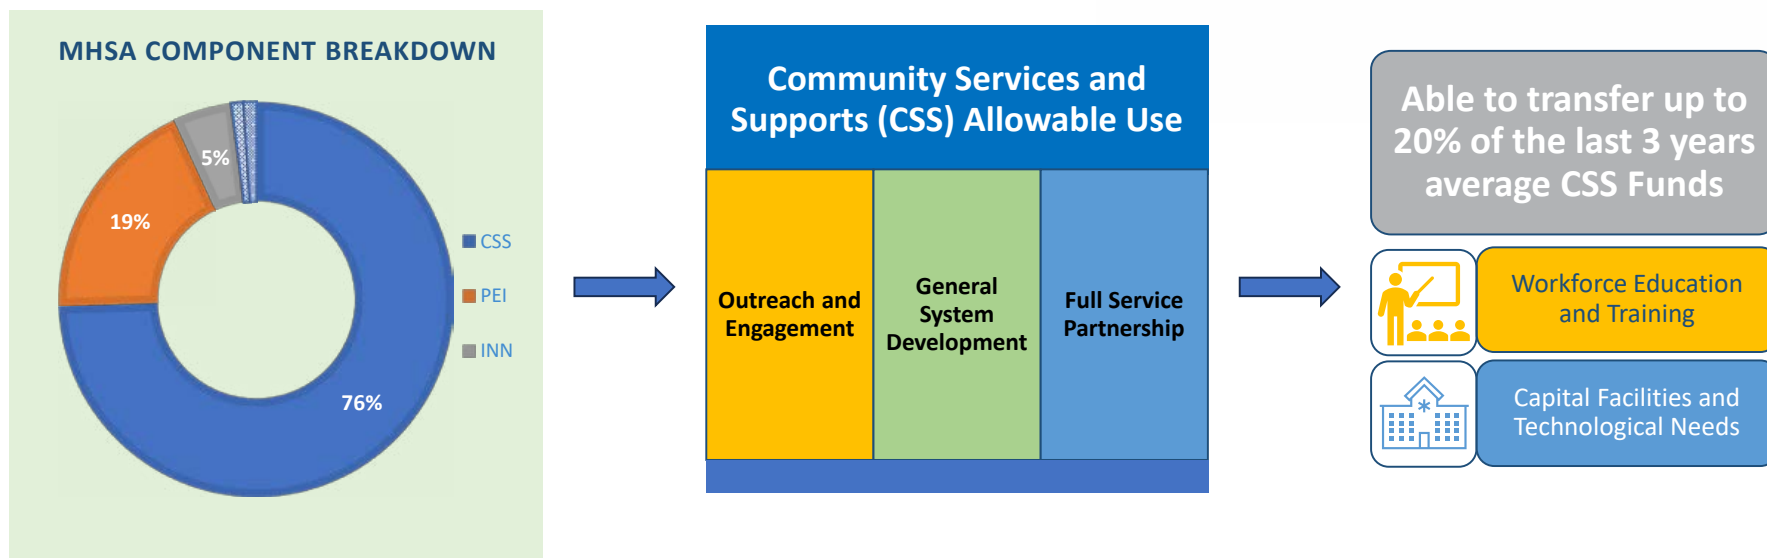 MHSA COMPONENT BREAKDOWN
5%
19%
76%
CSS
PEI
INN
Community Services and
Supports (CSS) Allowable Use
Outreach and
Engagement
General
System
Development
Full Service
Partnership
Able to transfer up to
20% of the last 3 years
average CSS Funds
Workforce Education
and Training
Capital Facilities and
Technological Needs